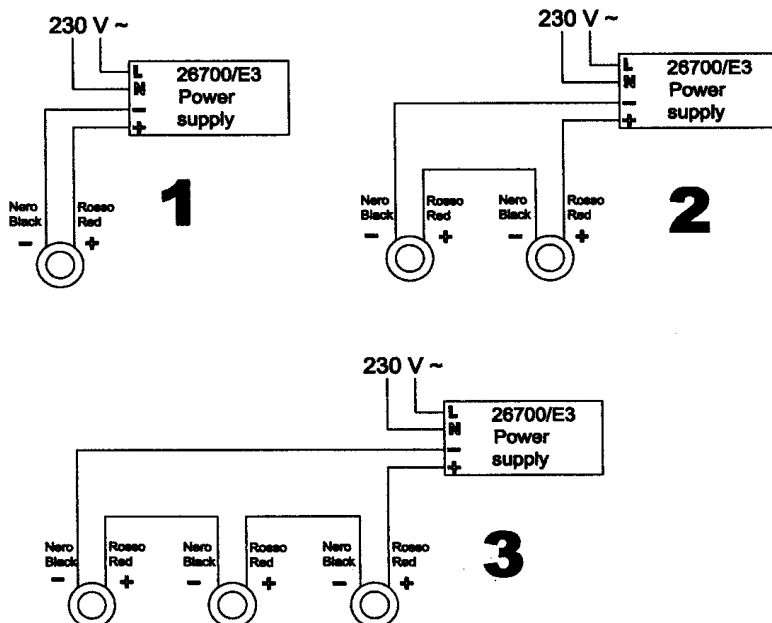 230 V ~
L
N
−
+
26700/E3
Power
supply
Nero
Black
Rosso
Red
−
+
1
230 V ~
L
N
−
+
26700/E3
Power
supply
Nero
Black
Rosso
Red
Nero
Black
Rosso
Red
−
+
−
+
2
230 V ~
L
N
−
+
26700/E3
Power
supply
Nero
Black
Rosso
Red
Nero
Black
Rosso
Red
Nero
Black
Rosso
Red
−
+
−
+
−
+
3